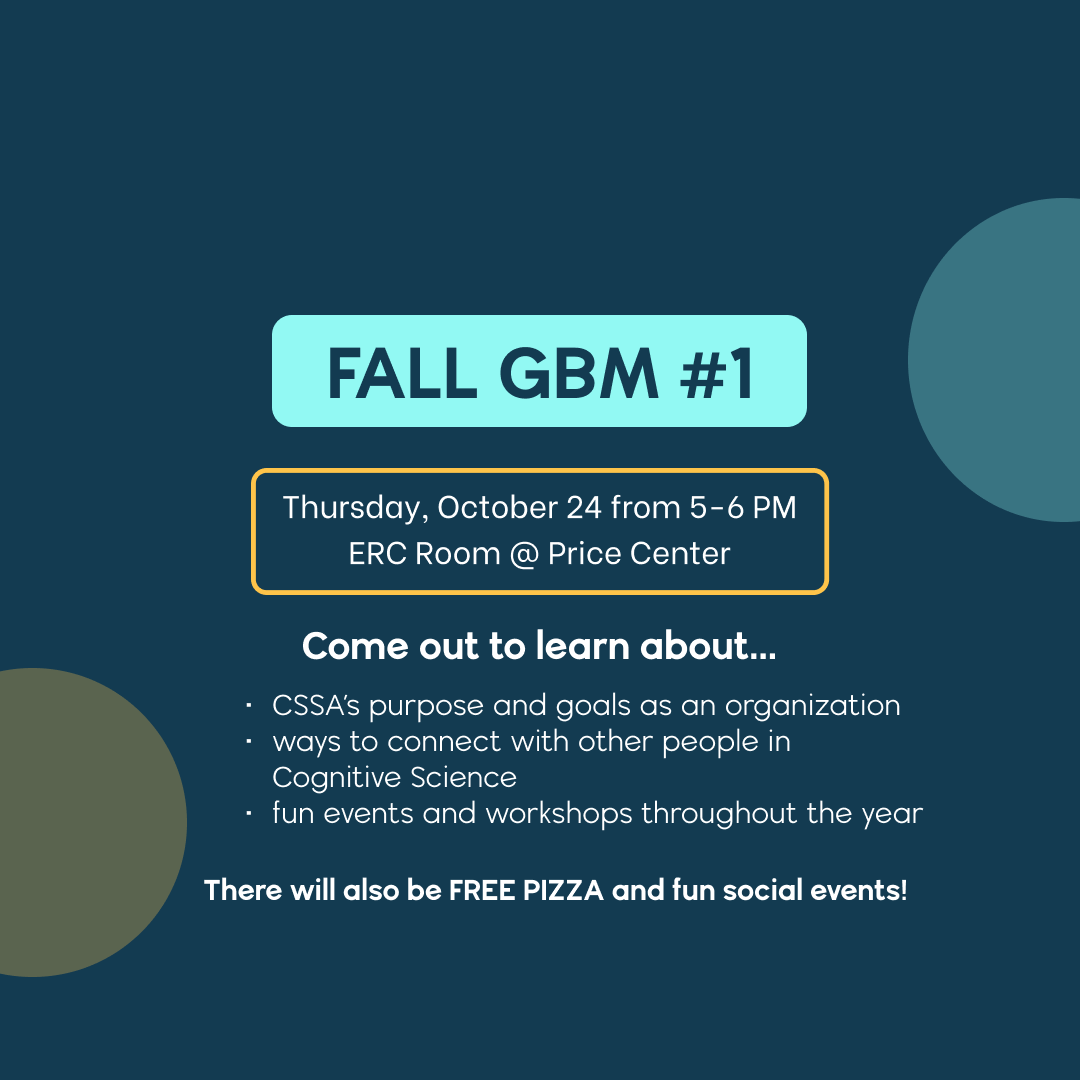 FALL GBM #1
Thursday, October 24 from 5-6 PM
ERC Room @ Price Center
Come out to learn about...
· CSSA's purpose and goals as an organization
· ways to connect with other people in
Cognitive Science
· fun events and workshops throughout the year
There will also be FREE PIZZA and fun social events!